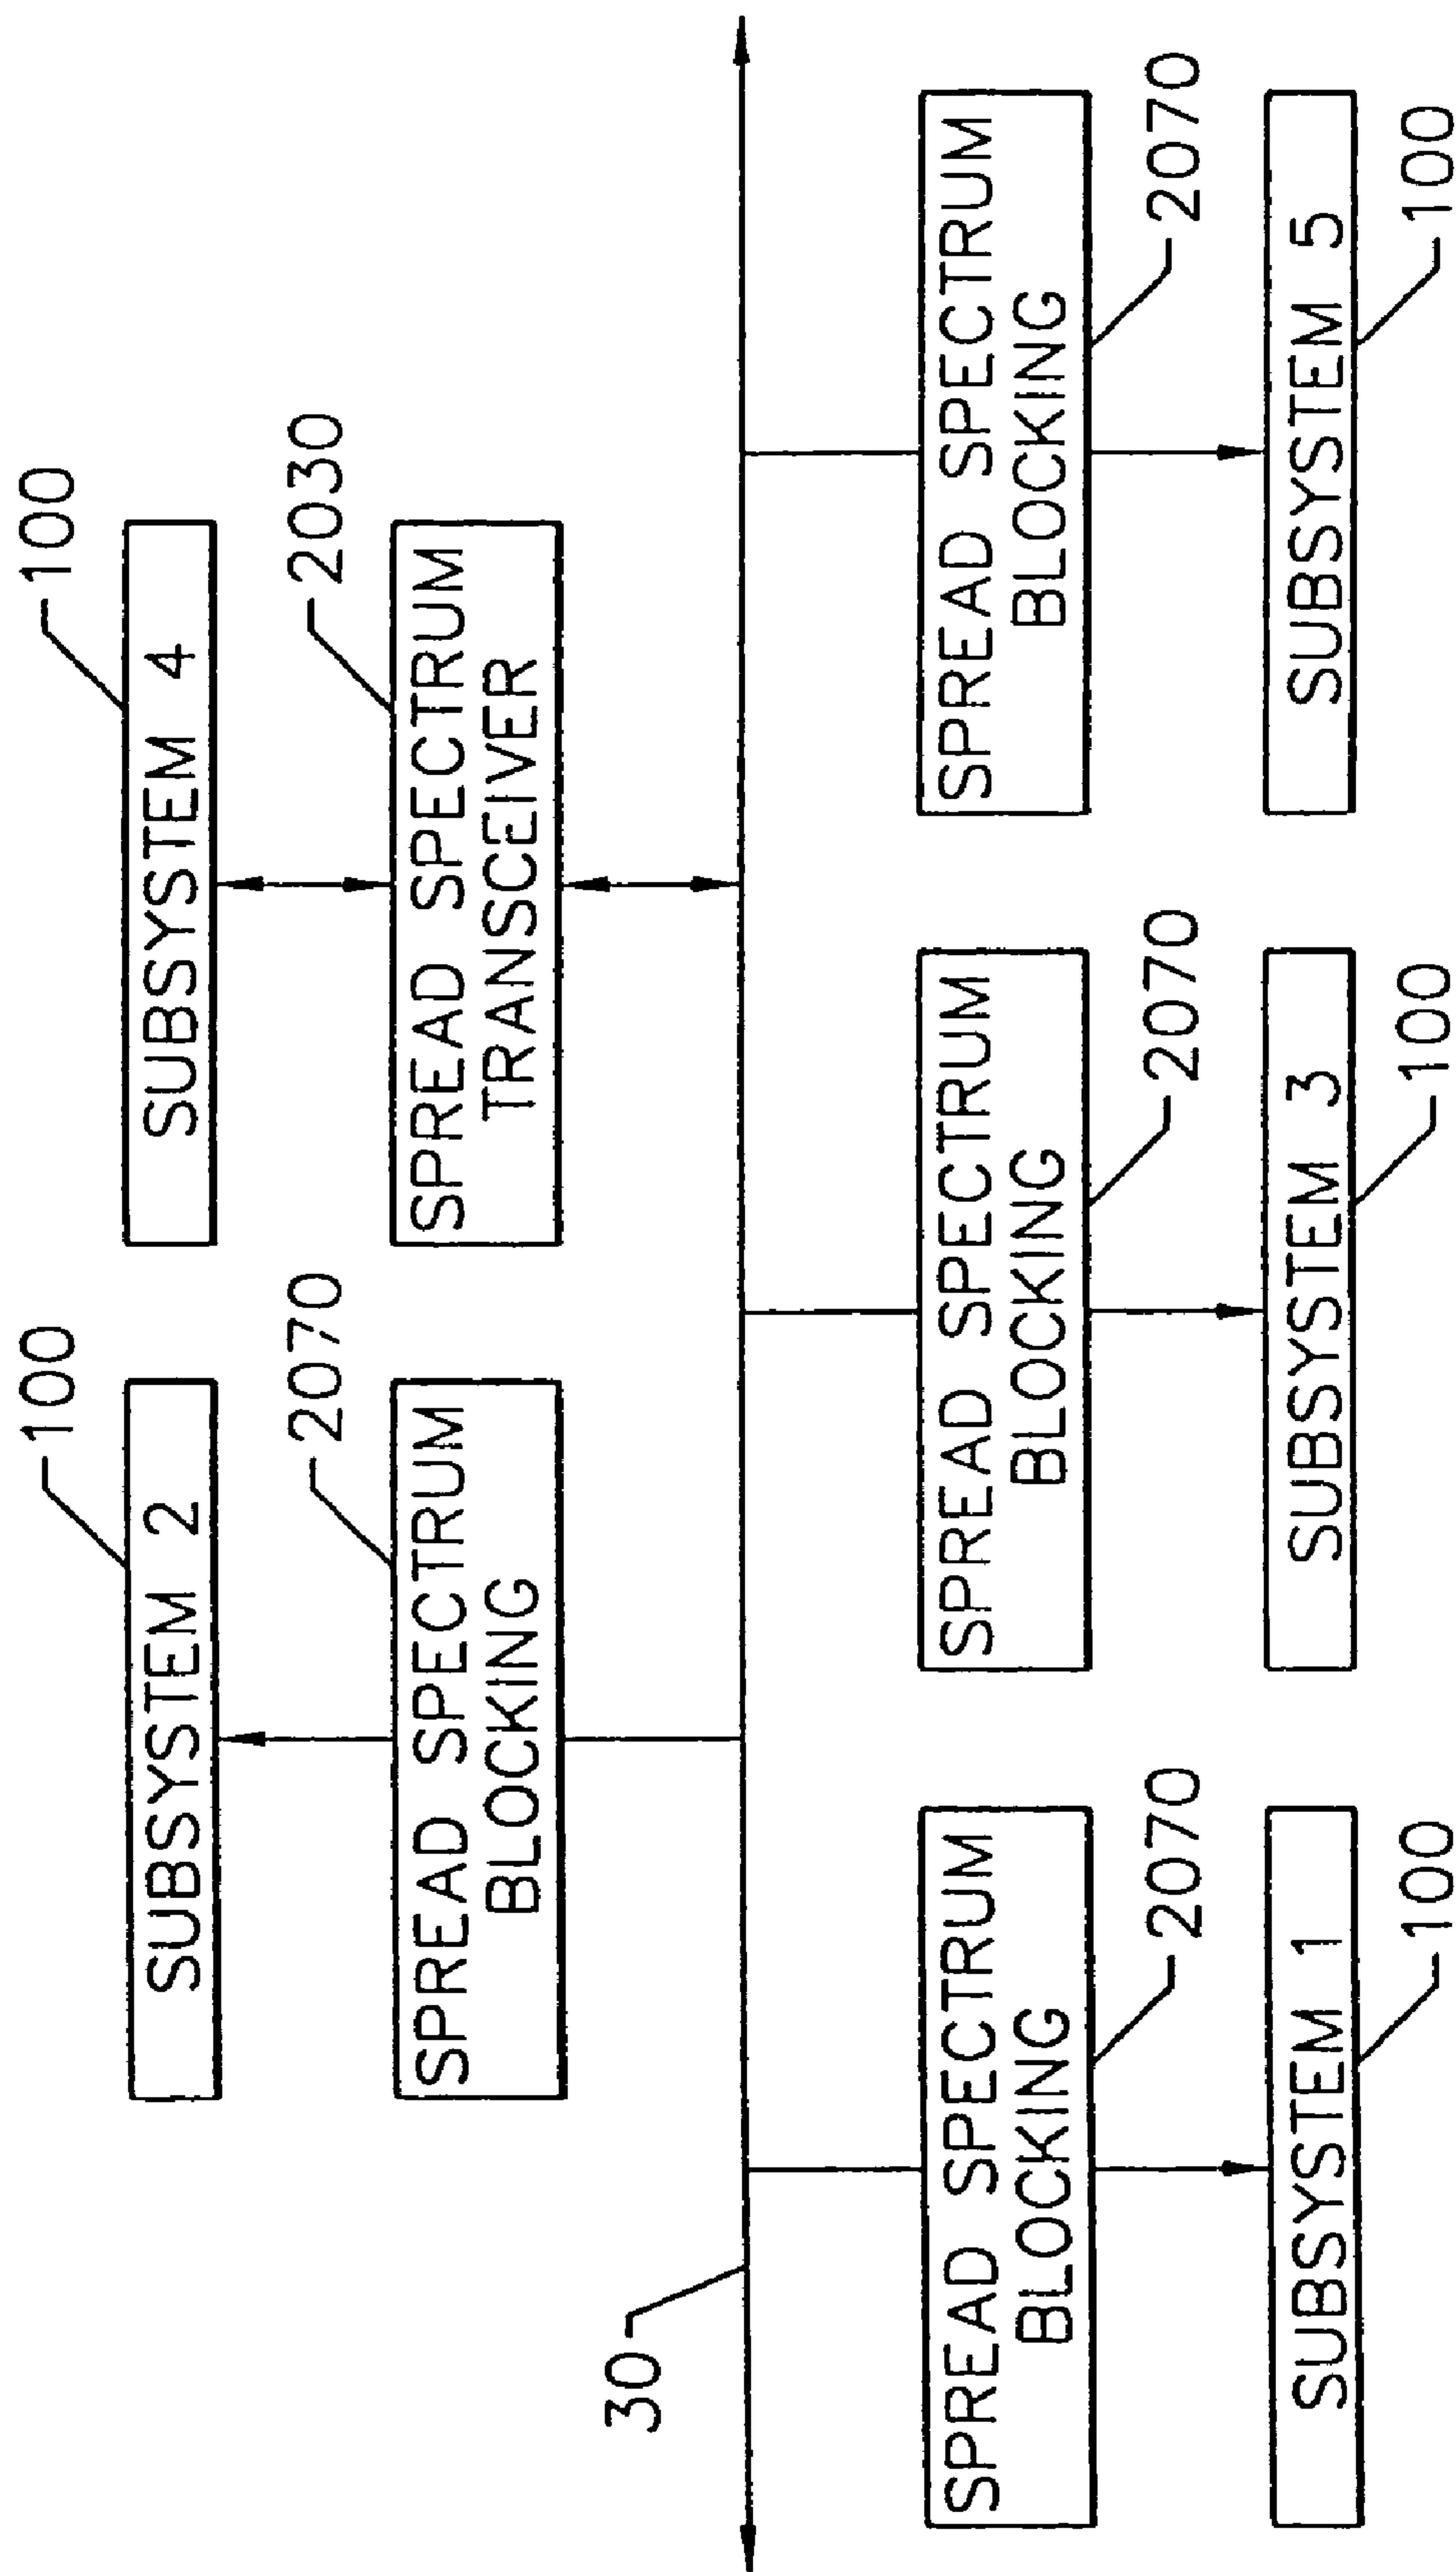 100
100
SUBSYSTEM 2
SUBSYSTEM 4
2070
2030
SPREAD SPECTRUM
BLOCKING
SPREAD SPECTRUM
TRANSCEIVER
30
SPREAD SPECTRUM
BLOCKING
SPREAD SPECTRUM
BLOCKING
SPREAD SPECTRUM
BLOCKING
2070
2070
2070
SUBSYSTEM 1
SUBSYSTEM 3
SUBSYSTEM 5
100
100
100